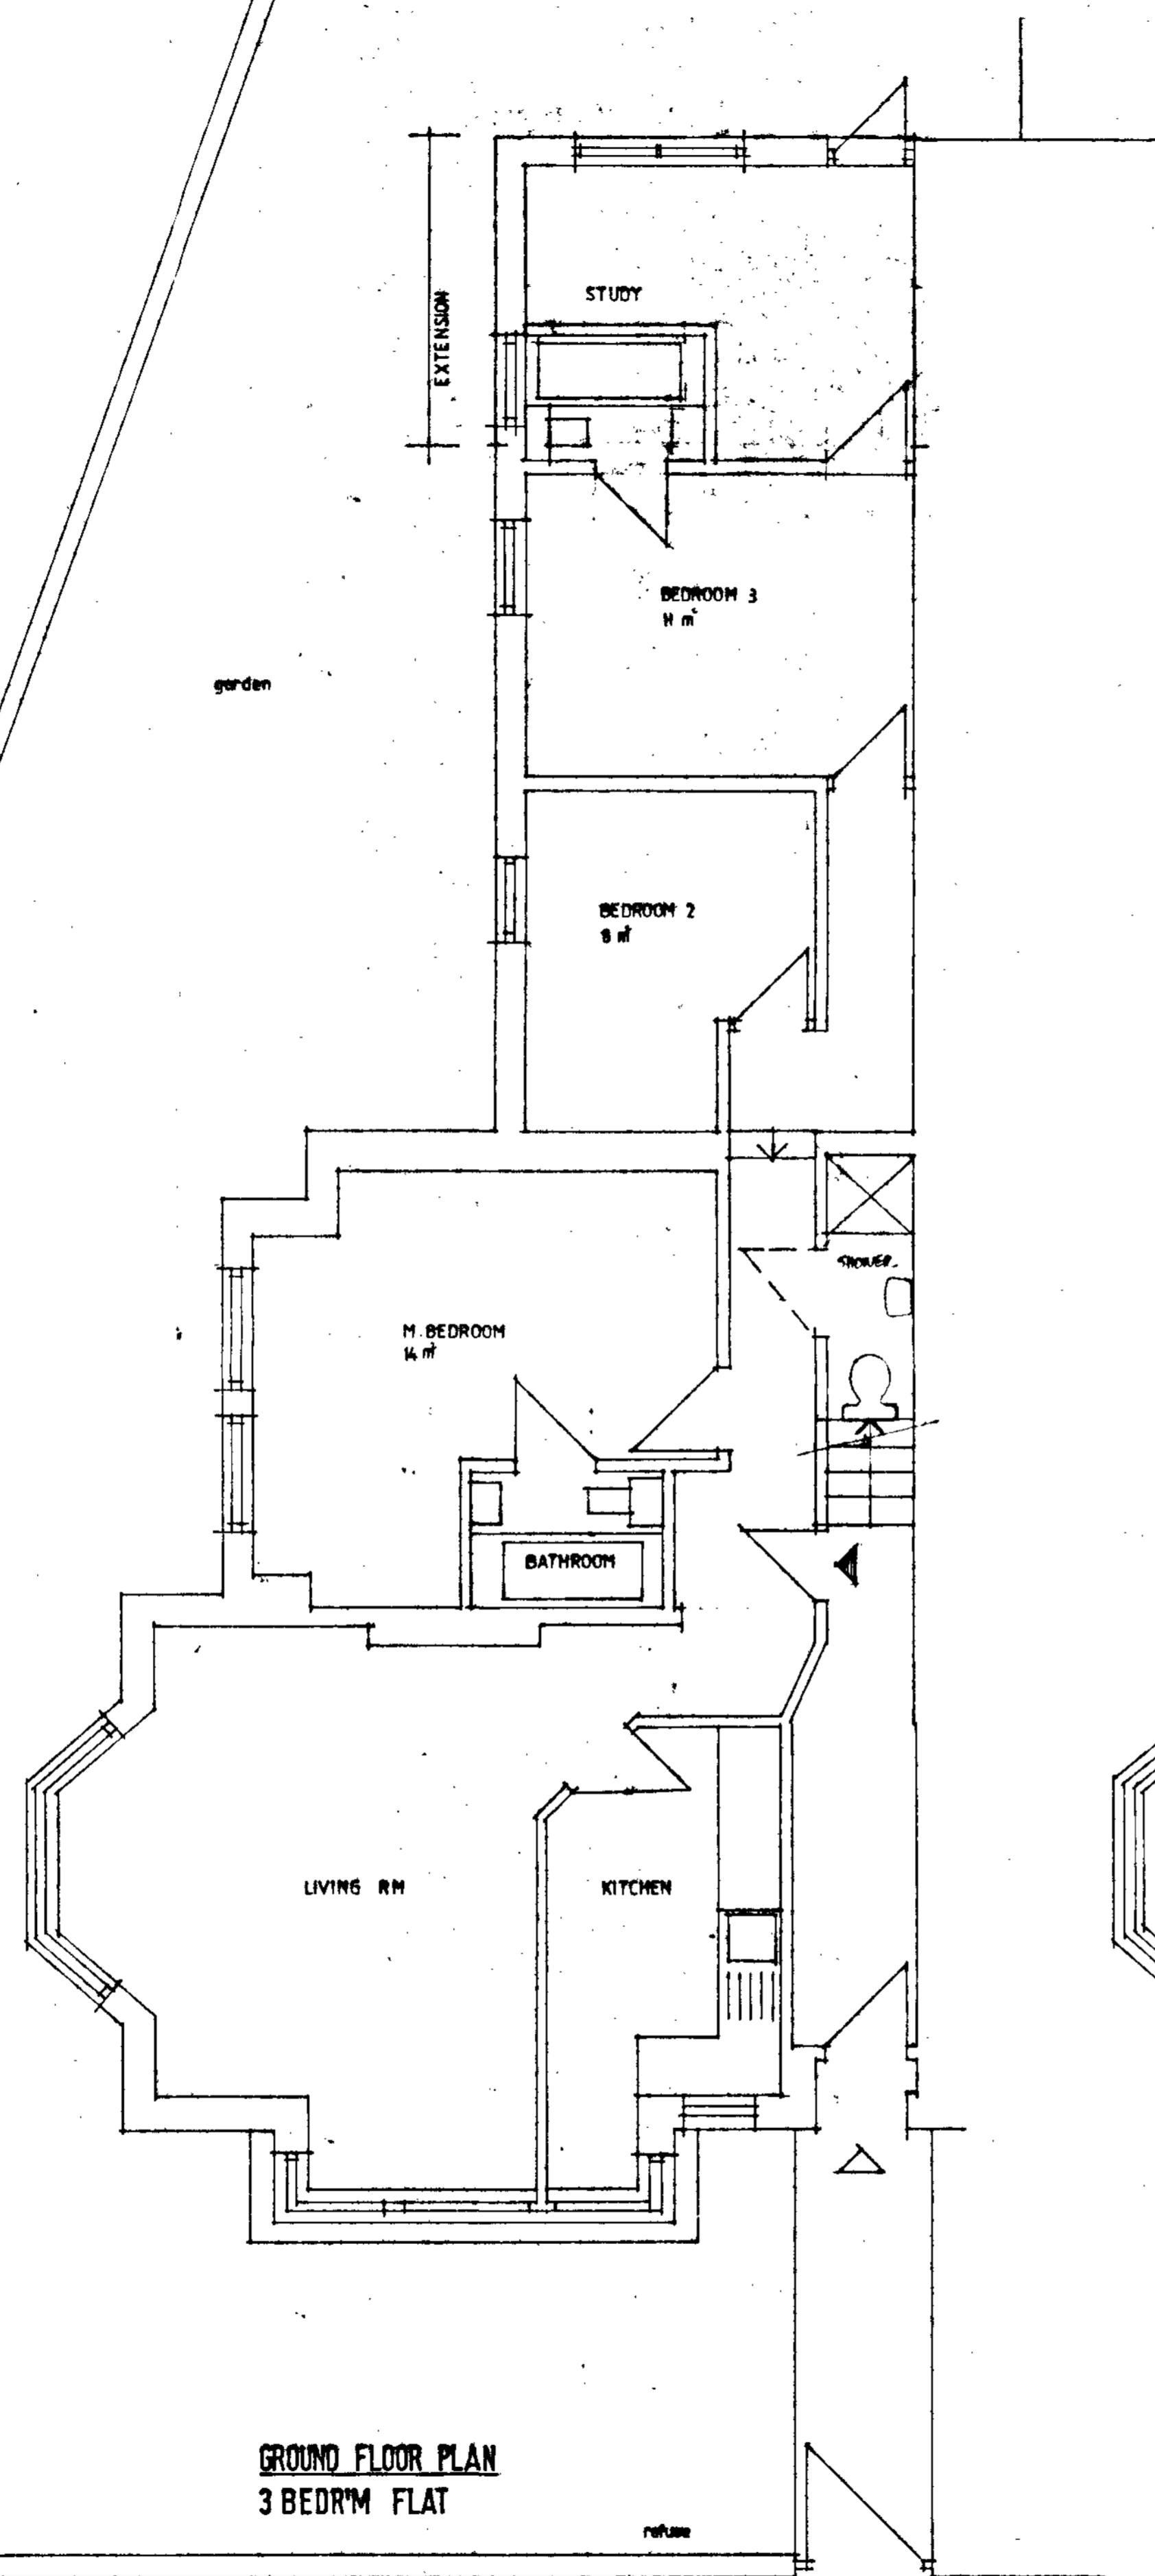 STUDY
EXTENSION
BEDROOM 3
11 m²
garden
BEDROOM 2
8 m²
SHOWER
M. BEDROOM
14 m²
BATHROOM
LIVING RM
KITCHEN
GROUND FLOOR PLAN
3 BEDR'M FLAT
refuse